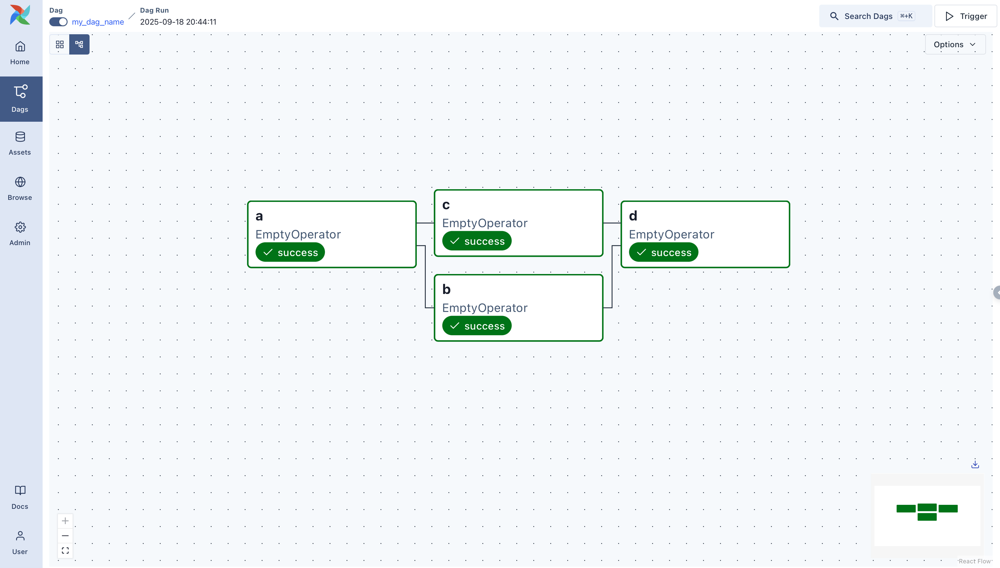 Dag
my_dag_name
Dag Run
2025-09-18 20:44:11
Search Dags ⌘+K
Trigger
Options
Home
Dags
Assets
Browse
Admin
Docs
User
a
EmptyOperator
success
c
EmptyOperator
success
b
EmptyOperator
success
d
EmptyOperator
success
React Flow